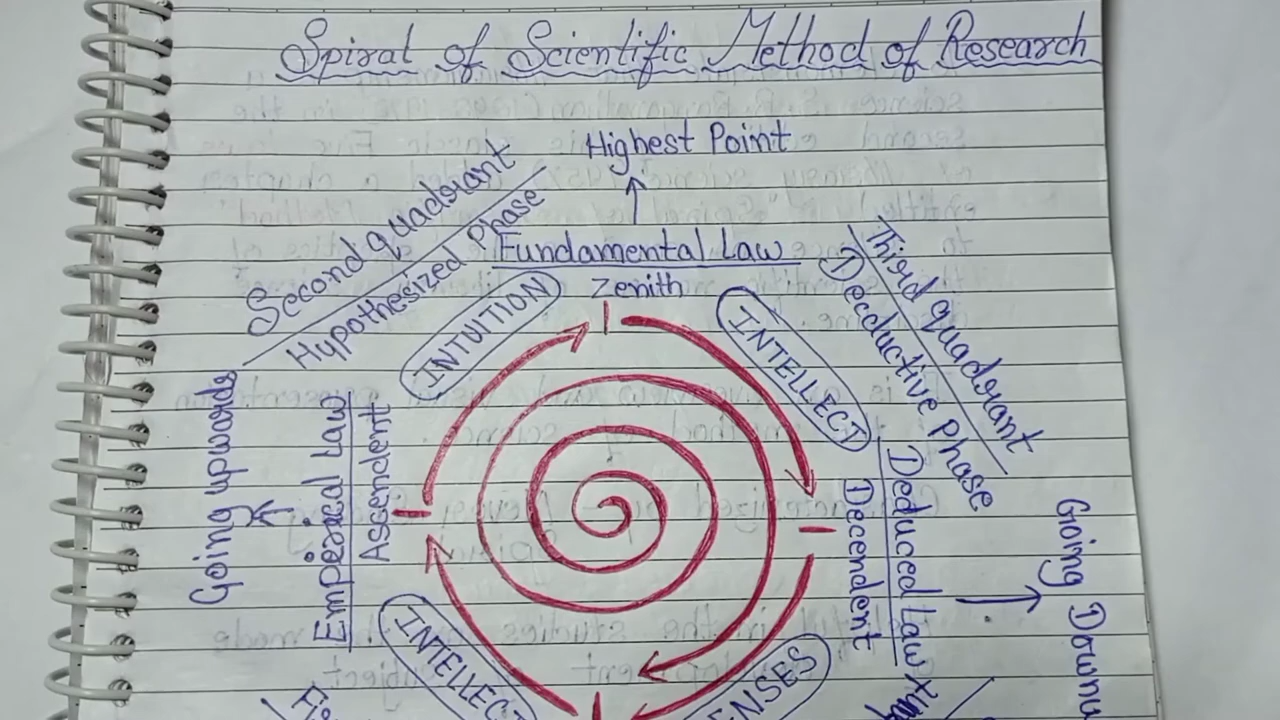 Spiral of Scientific Method of Research
Highest Point
Second quadrant
Hypothesized Phase
Fundamental Law
Zenith
INTUITION
INTELLECT
Third quadrant
Deductive Phase
Going upwards
Empirical Law
Ascendent
Decendent
Deduced Law
Going Downw
INTELLECT
ENSES